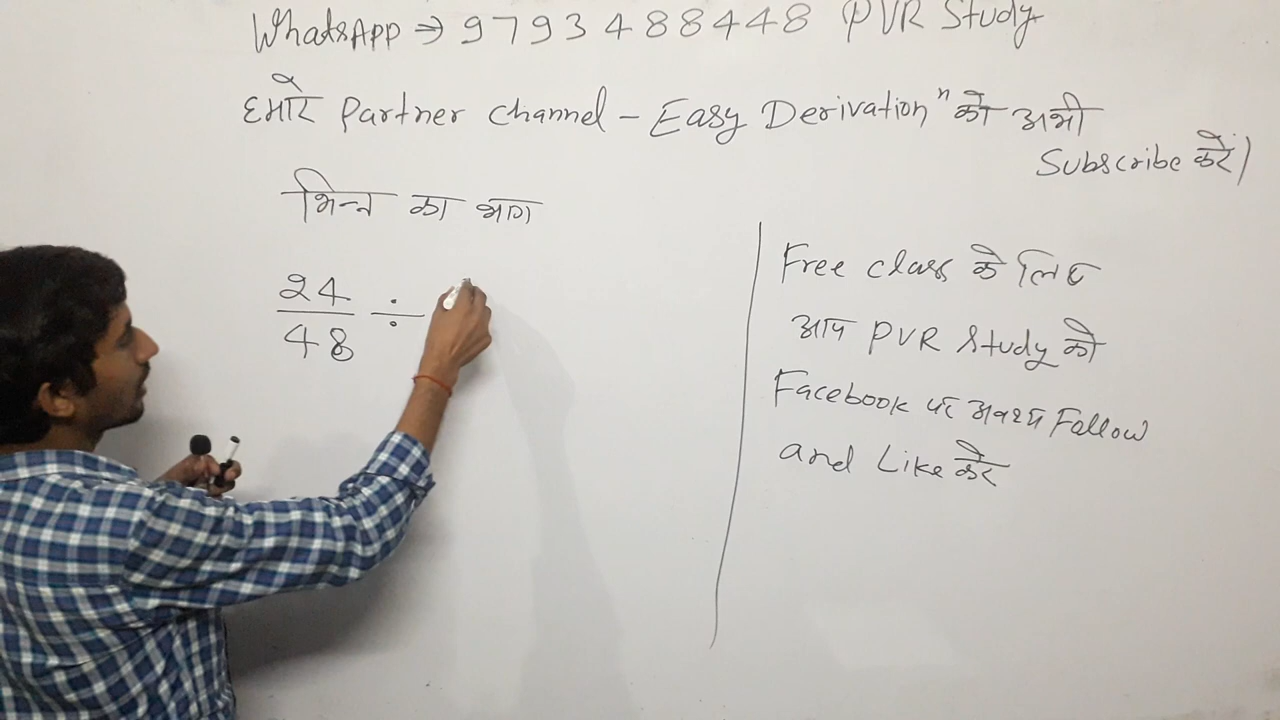 WhatsApp ⇒ 9793488448 PVR Study
हमारे Partner Channel - Easy Derivation" को अभी
Subscribe करें।
भिन्न का भाग
24
48 ÷
Free class के लिए
आप PVR Study को
Facebook पर अवश्य Follow
and Like करें